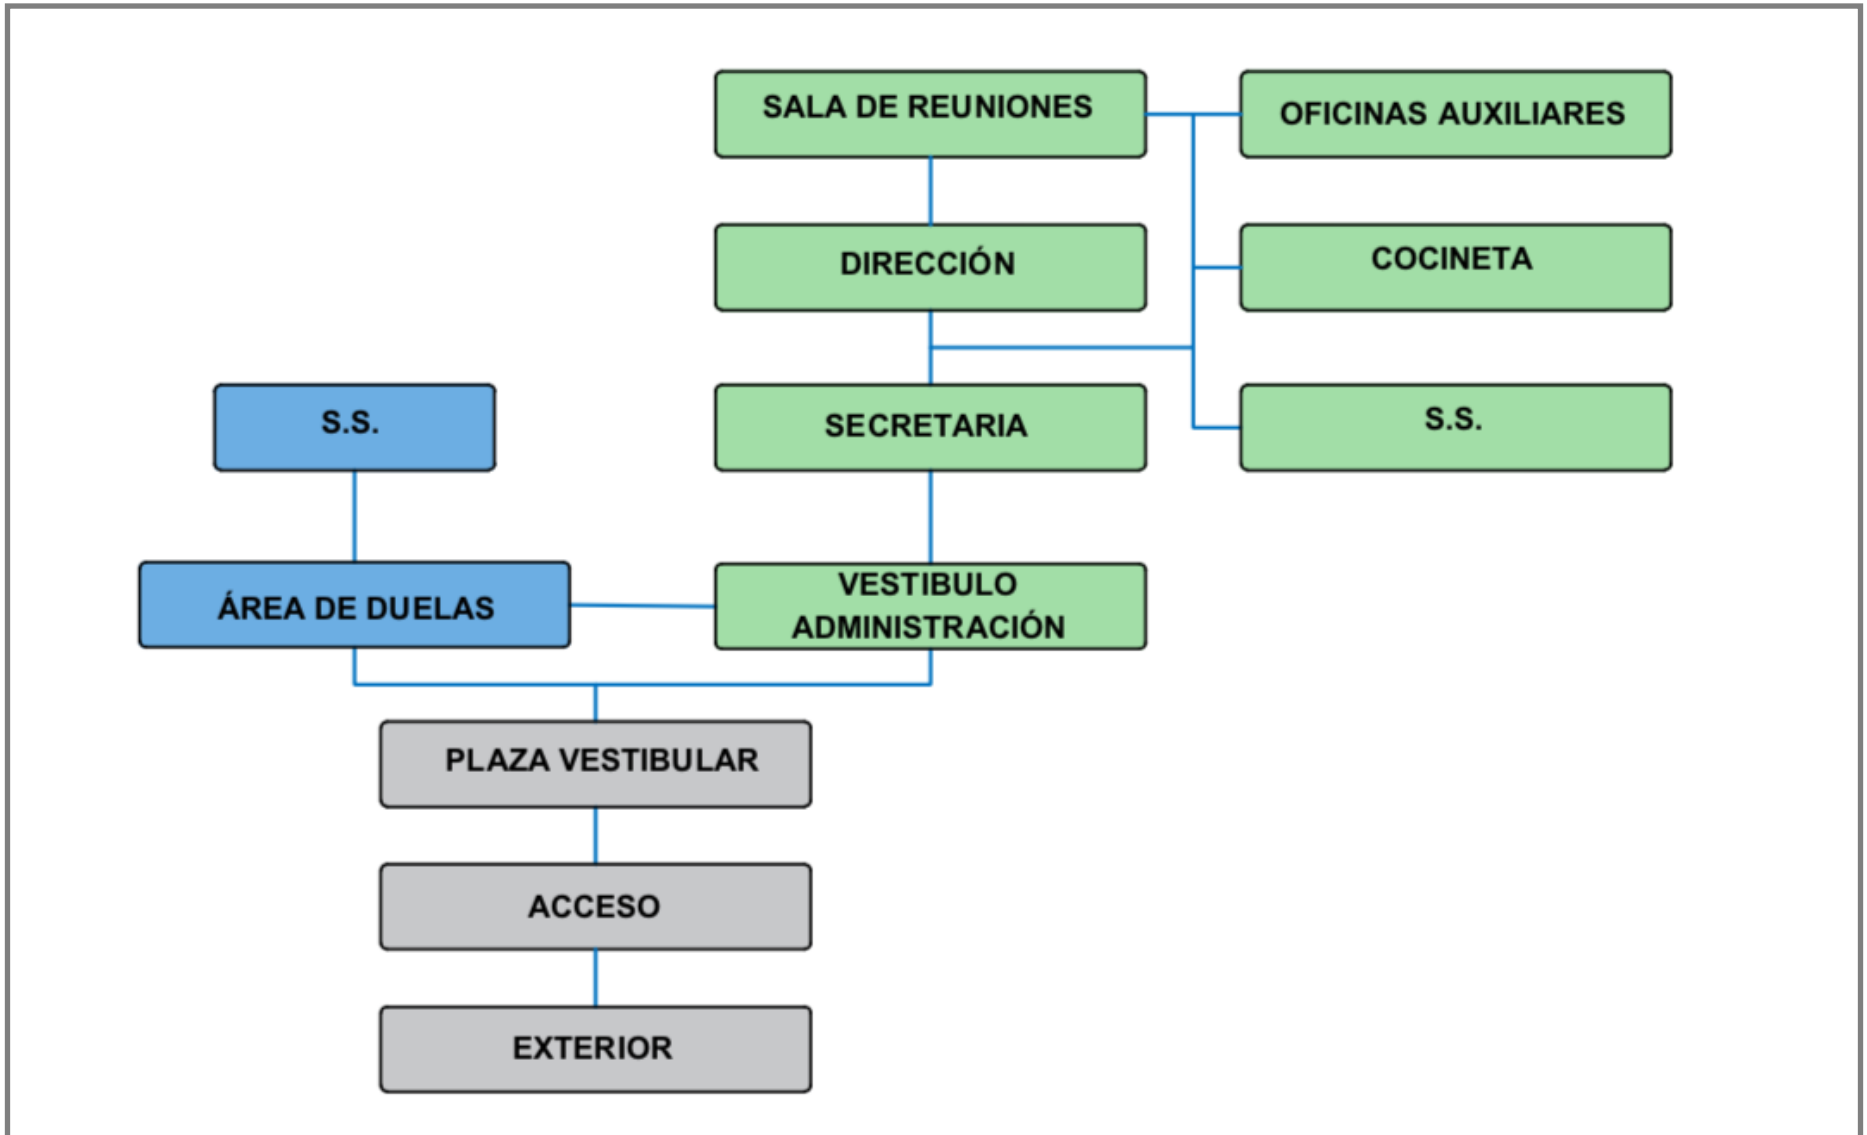 SALA DE REUNIONES
OFICINAS AUXILIARES
DIRECCIÓN
COCINETA
S.S.
SECRETARIA
S.S.
ÁREA DE DUELAS
VESTIBULO
ADMINISTRACIÓN
PLAZA VESTIBULAR
ACCESO
EXTERIOR